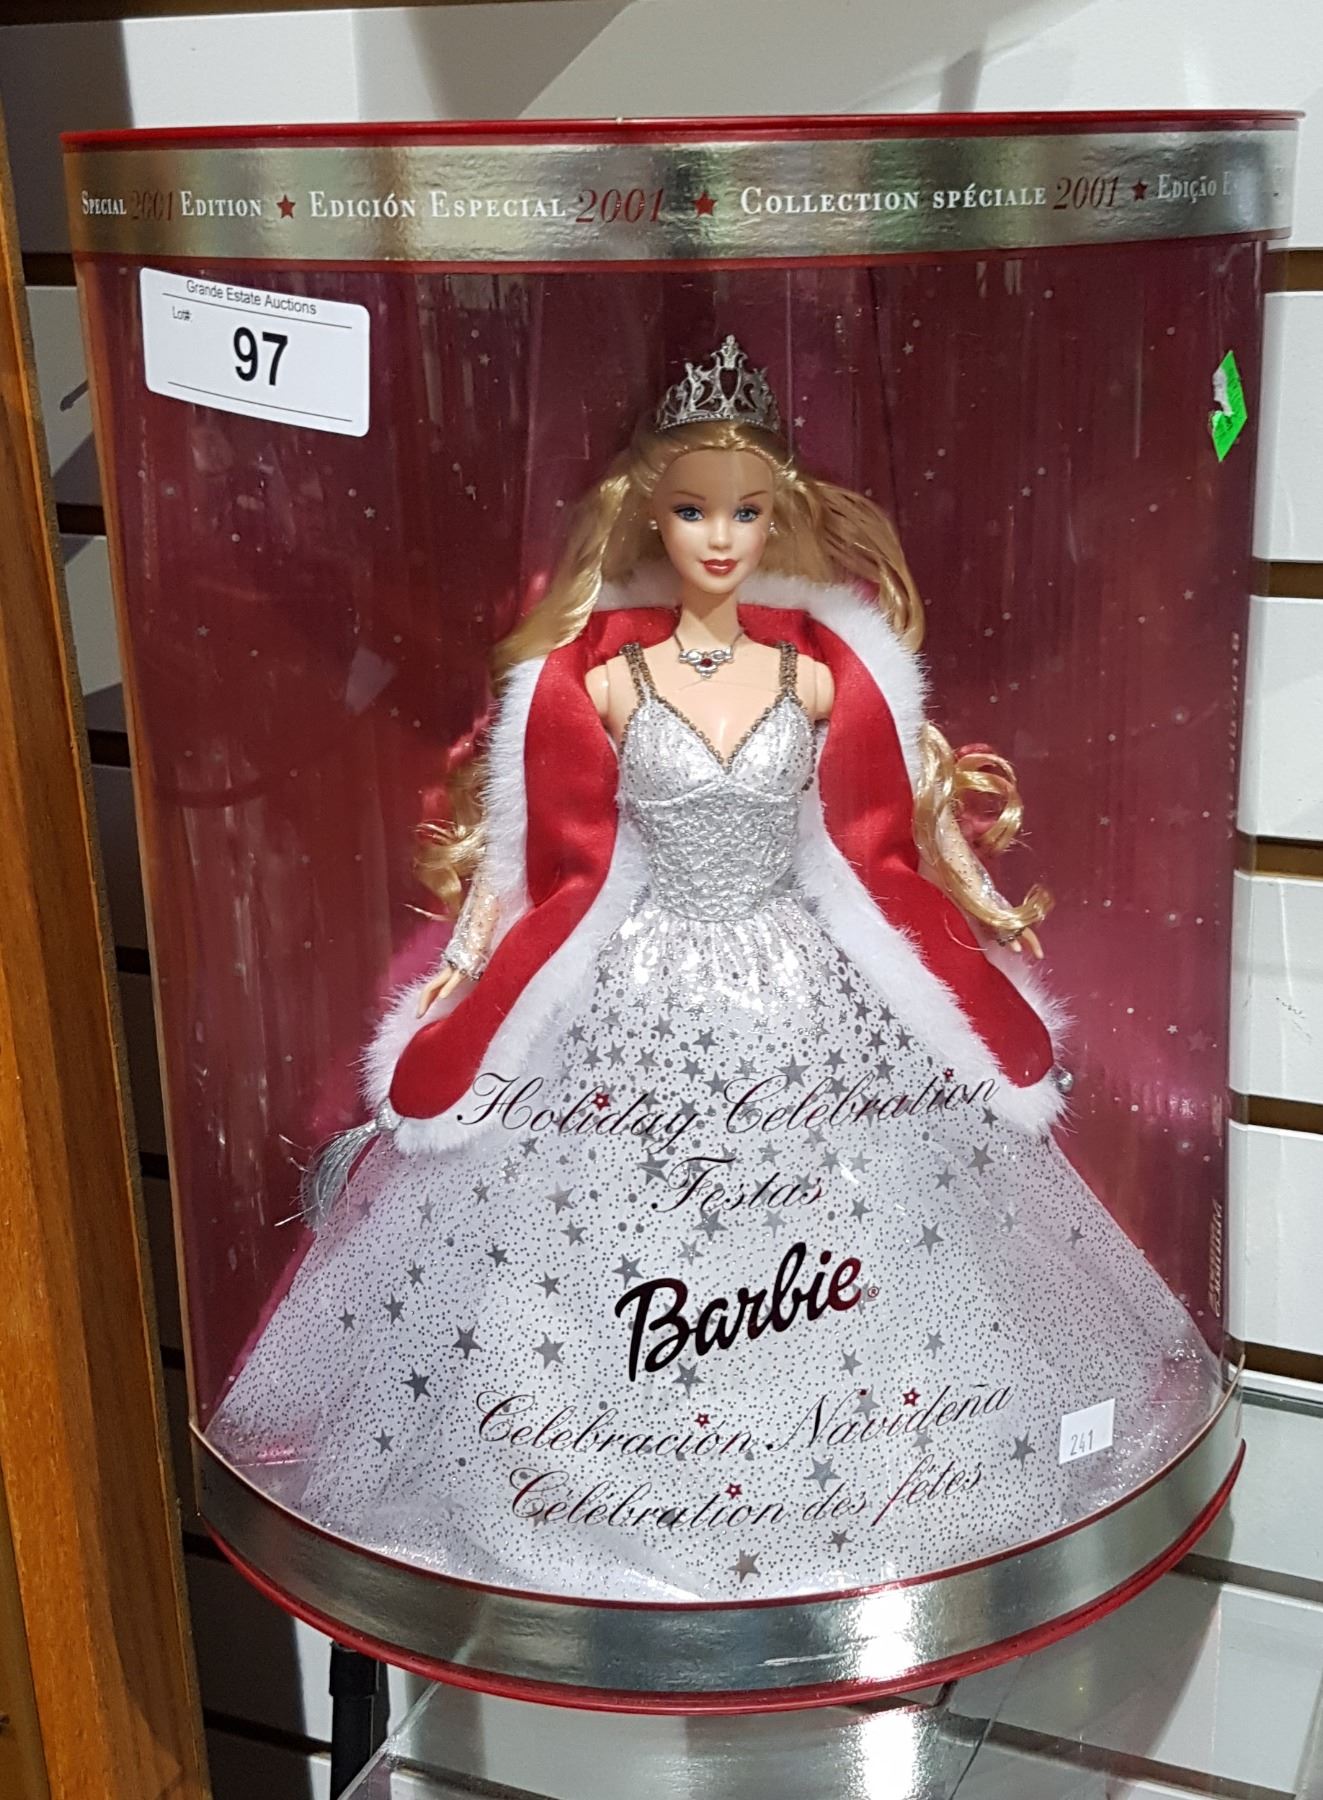 SPECIAL 2001 EDITION ★ EDICIÓN ESPECIAL 2001 ★ COLLECTION SPÉCIALE 2001 ★ EDIÇÃO
Grande Estate Auctions
Lot#:
97
Holiday Celebration
Festas
Barbie®
Celebración Navideña
Célébration des fêtes
241